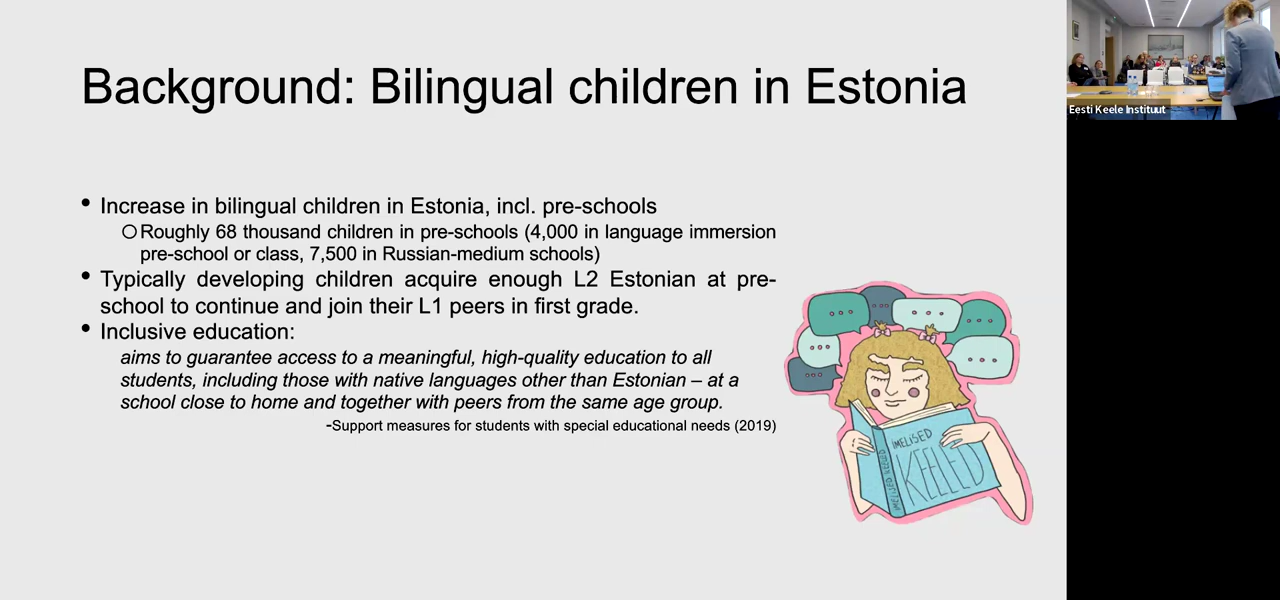 Background: Bilingual children in Estonia
Eesti Keele Instituut
• Increase in bilingual children in Estonia, incl. pre-schools
○Roughly 68 thousand children in pre-schools (4,000 in language immersion
pre-school or class, 7,500 in Russian-medium schools)
• Typically developing children acquire enough L2 Estonian at pre-
school to continue and join their L1 peers in first grade.
• Inclusive education:
aims to guarantee access to a meaningful, high-quality education to all
students, including those with native languages other than Estonian – at a
school close to home and together with peers from the same age group.
-Support measures for students with special educational needs (2019)
IMELISED
KEELED
IMELISED KEELED